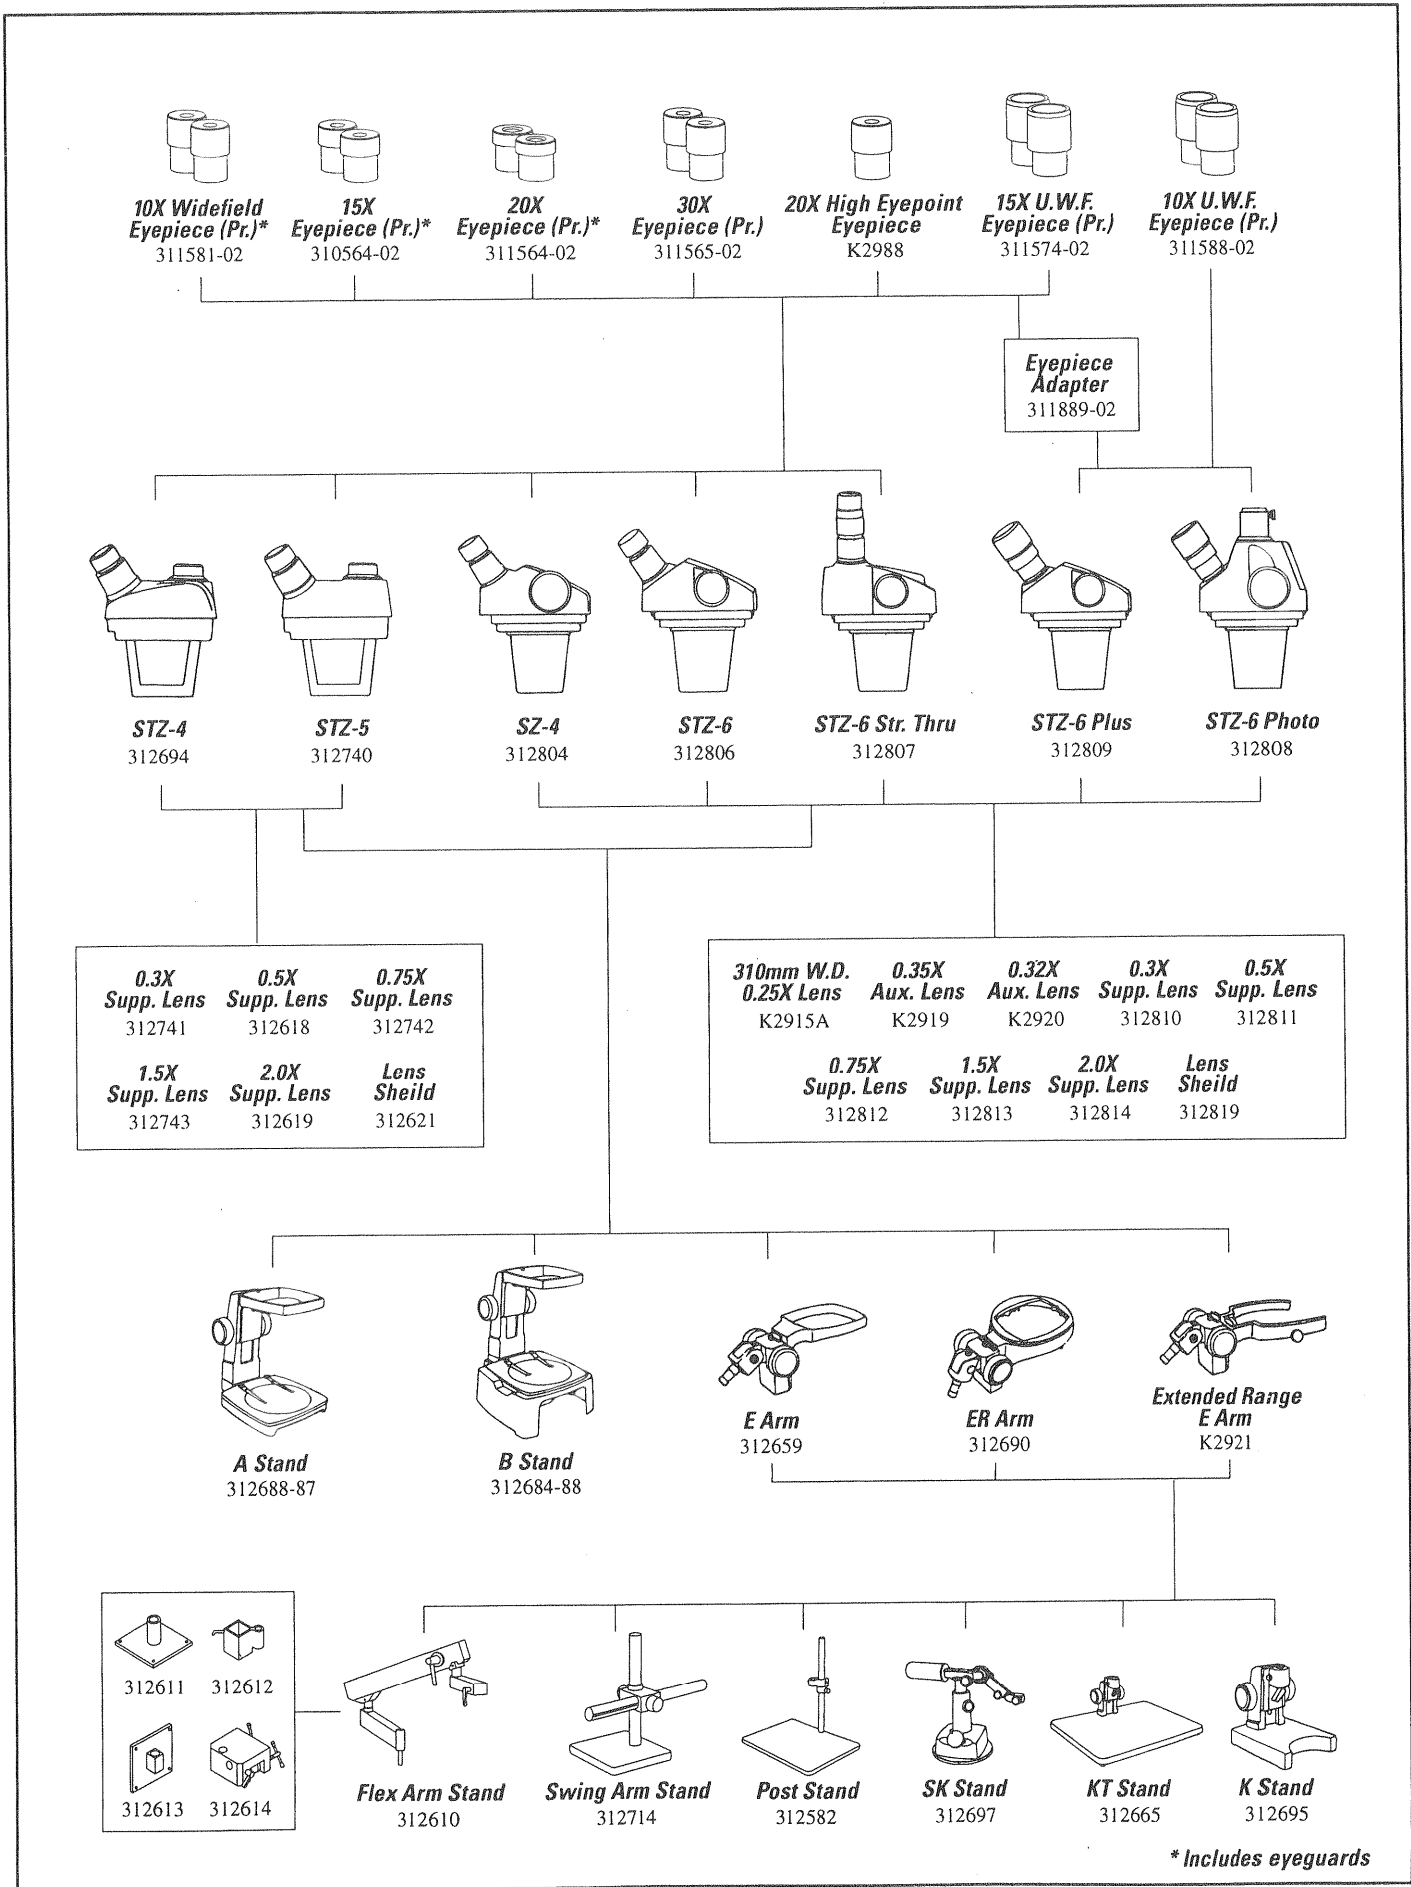 10X Widefield
Eyepiece (Pr.)*
311581-02
15X
Eyepiece (Pr.)*
310564-02
20X
Eyepiece (Pr.)*
311564-02
30X
Eyepiece (Pr.)
311565-02
20X High Eyepoint
Eyepiece
K2988
15X U.W.F.
Eyepiece (Pr.)
311574-02
10X U.W.F.
Eyepiece (Pr.)
311588-02
Eyepiece
Adapter
311889-02
STZ-4
312694
STZ-5
312740
SZ-4
312804
STZ-6
312806
STZ-6 Str. Thru
312807
STZ-6 Plus
312809
STZ-6 Photo
312808
0.3X
Supp. Lens
312741
0.5X
Supp. Lens
312618
0.75X
Supp. Lens
312742
1.5X
Supp. Lens
312743
2.0X
Supp. Lens
312619
Lens
Sheild
312621
310mm W.D.
0.25X Lens
K2915A
0.35X
Aux. Lens
K2919
0.32X
Aux. Lens
K2920
0.3X
Supp. Lens
312810
0.5X
Supp. Lens
312811
0.75X
Supp. Lens
312812
1.5X
Supp. Lens
312813
2.0X
Supp. Lens
312814
Lens
Sheild
312819
A Stand
312688-87
B Stand
312684-88
E Arm
312659
ER Arm
312690
Extended Range
E Arm
K2921
312611
312612
312613
312614
Flex Arm Stand
312610
Swing Arm Stand
312714
Post Stand
312582
SK Stand
312697
KT Stand
312665
K Stand
312695
* Includes eyeguards